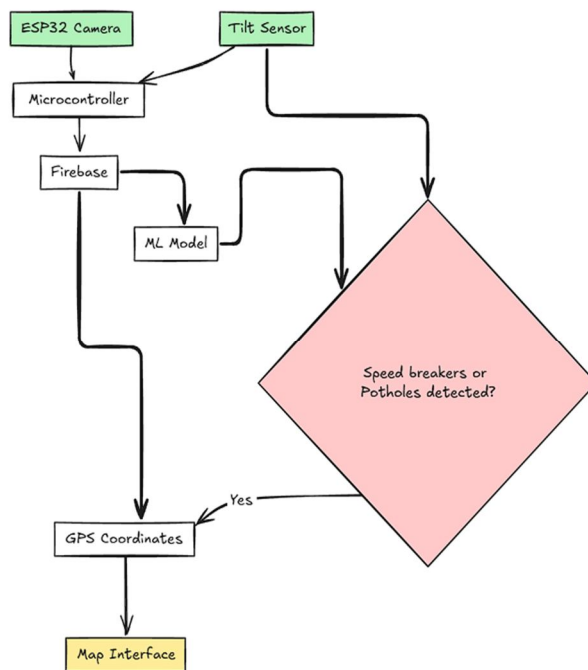 ESP32 Camera
Tilt Sensor
Microcontroller
Firebase
ML Model
Speed breakers or
Potholes detected?
Yes
GPS Coordinates
Map Interface